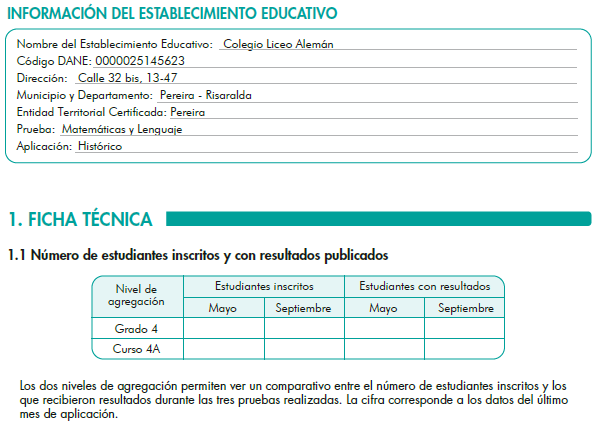 INFORMACIÓN DEL ESTABLECIMIENTO EDUCATIVO
Nombre del Establecimiento Educativo: Colegio Liceo Alemán
Código DANE: 0000025145623
Dirección: Calle 32 bis, 13-47
Municipio y Departamento: Pereira - Risaralda
Entidad Territorial Certificada: Pereira
Prueba: Matemáticas y Lenguaje
Aplicación: Histórico
1. FICHA TÉCNICA
1.1 Número de estudiantes inscritos y con resultados publicados
Nivel de agregación Estudiantes inscritos Estudiantes con resultados
Mayo Septiembre Mayo Septiembre
Grado 4
Curso 4A
Los dos niveles de agregación permiten ver un comparativo entre el número de estudiantes inscritos y los
que recibieron resultados durante las tres pruebas realizadas. La cifra corresponde a los datos del último
mes de aplicación.